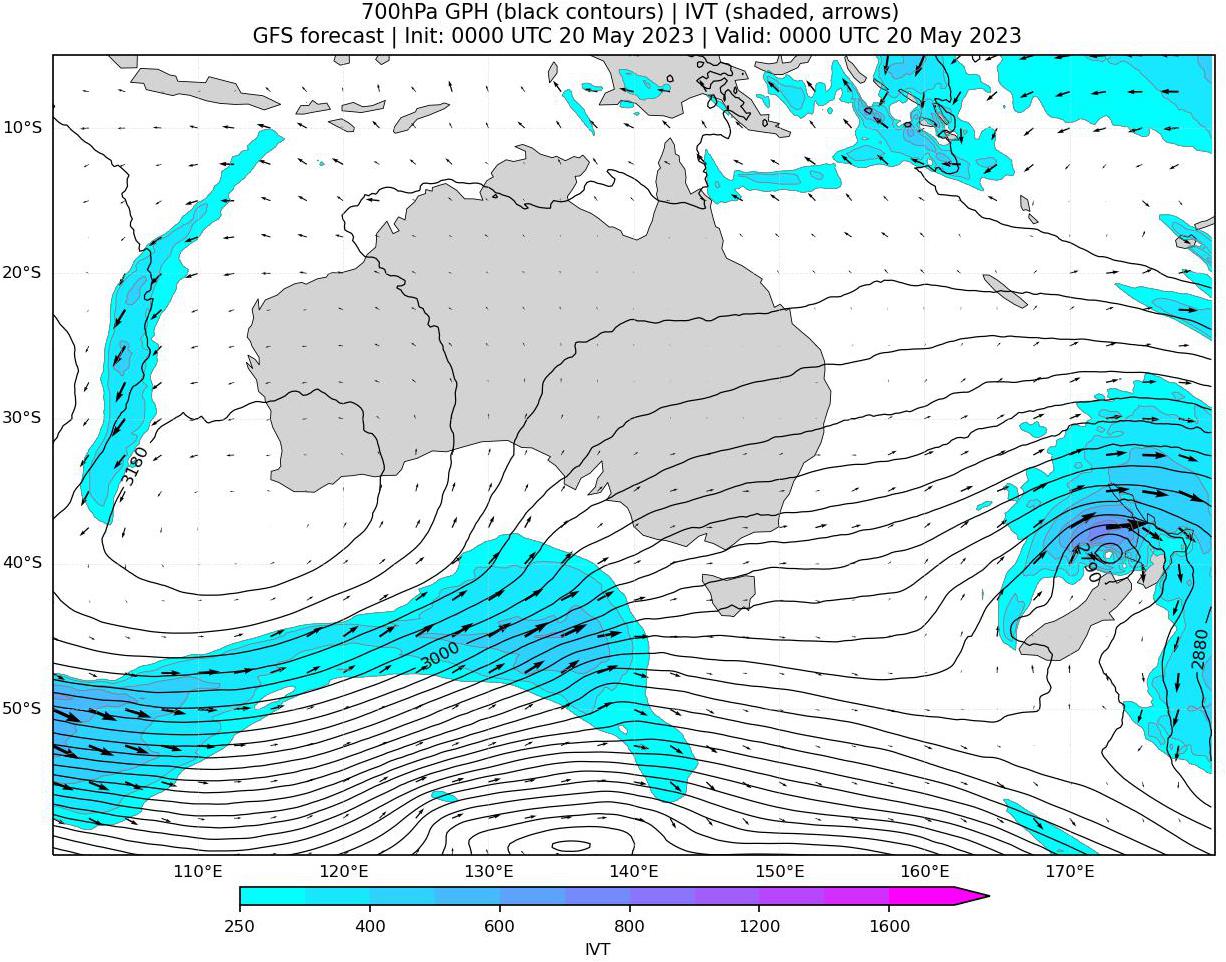 700hPa GPH (black contours) | IVT (shaded, arrows)
GFS forecast | Init: 0000 UTC 20 May 2023 | Valid: 0000 UTC 20 May 2023
10°S
20°S
30°S
3180
40°S
3000
2880
50°S
110°E 120°E 130°E 140°E 150°E 160°E 170°E
250 400 600 800 1200 1600
IVT